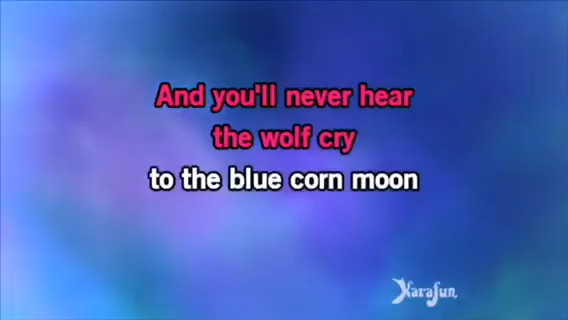 And you'll never hear
the wolf cry
to the blue corn moon
KaraFun